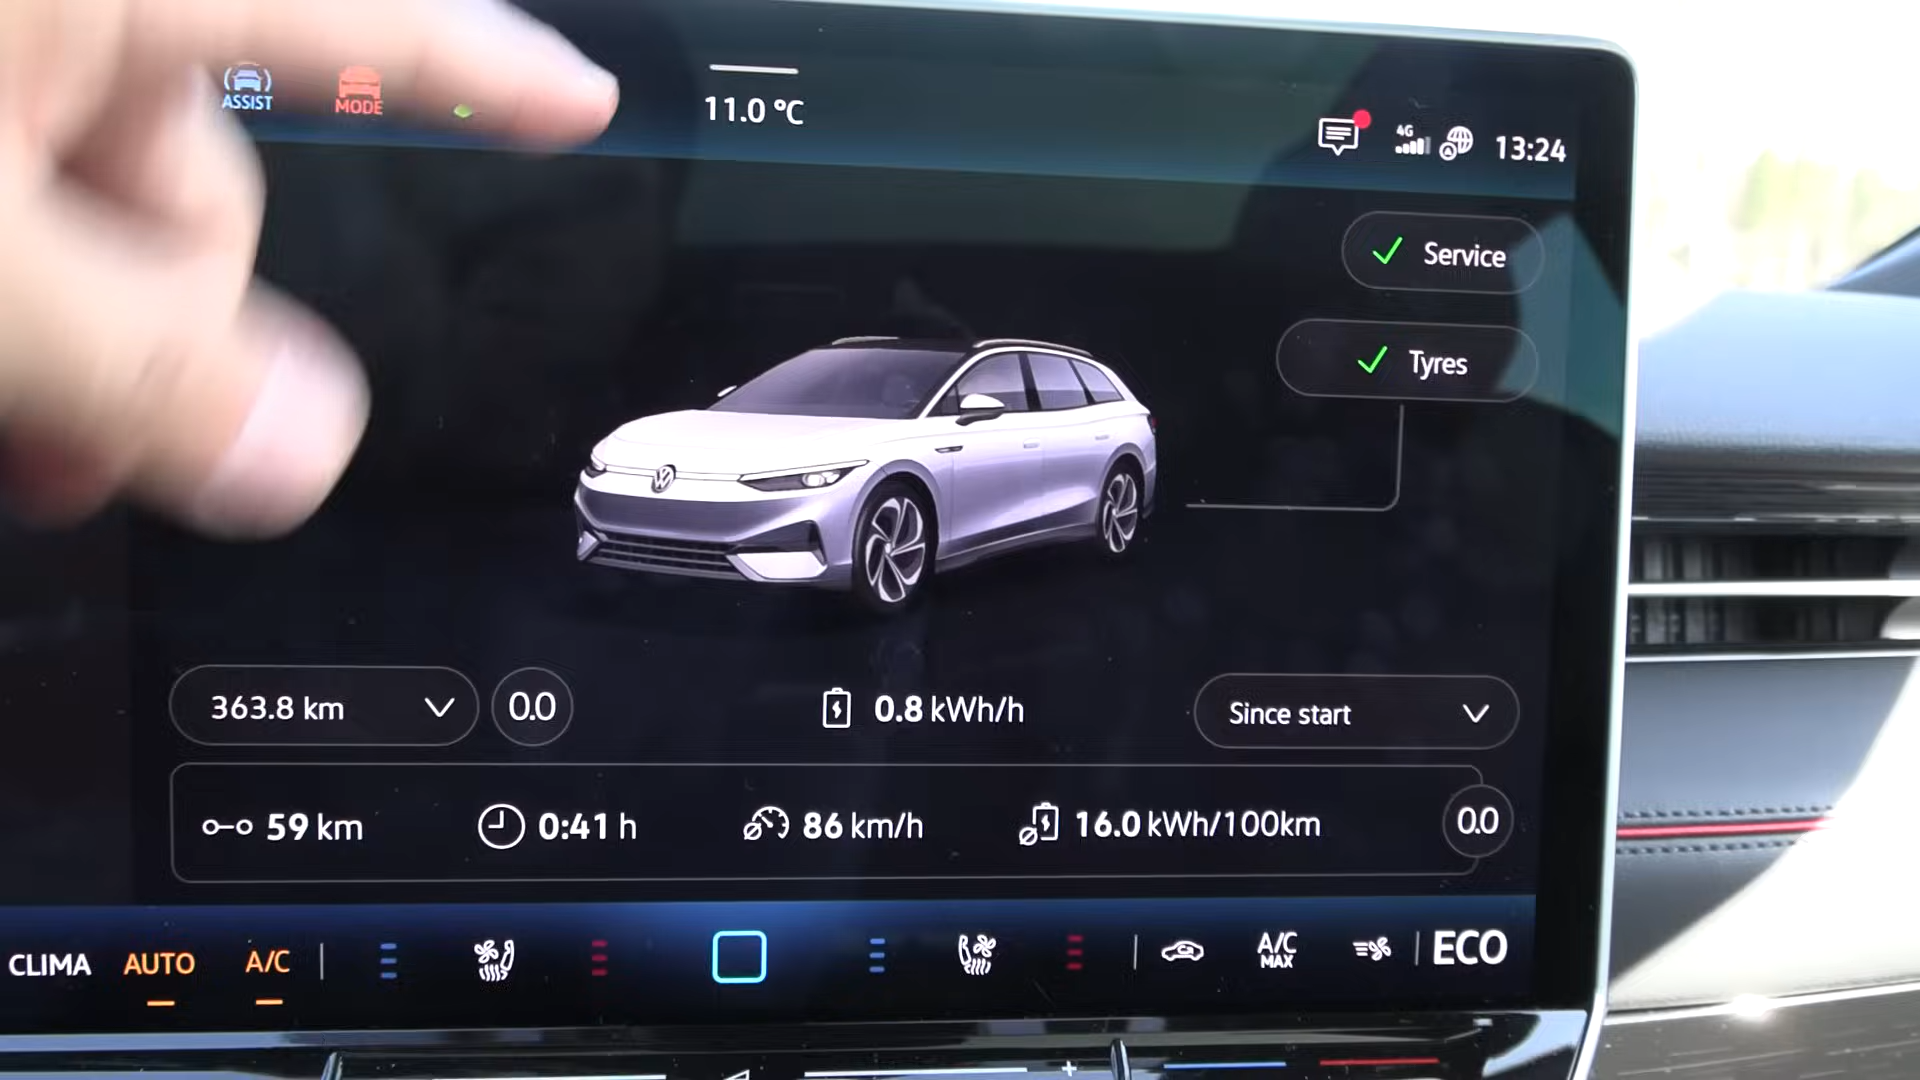 ASSIST
MODE
11.0 °C
4G
13:24
Service
Tyres
363.8 km
0.0
0.8 kWh/h
Since start
59 km
0:41 h
86 km/h
16.0 kWh/100km
0.0
CLIMA
AUTO
A/C
A/C
MAX
ECO